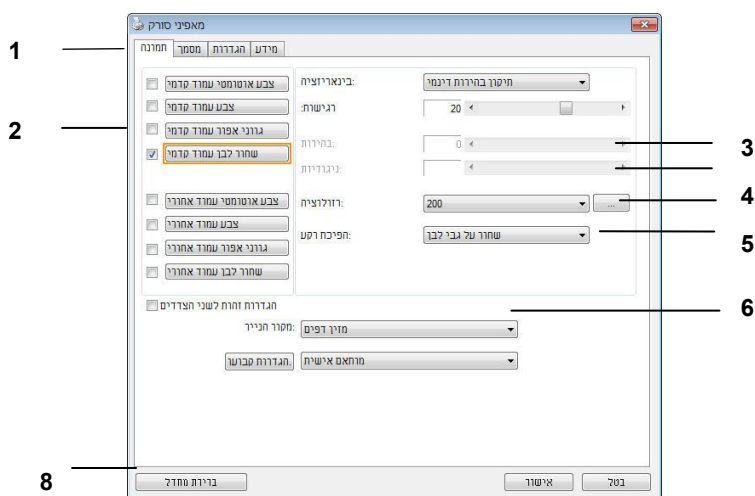 מאפיני סורק
תמונה מסמך הגדרות מידע
צבע אוטומטי עמוד קדמי
צבע עמוד קדמי
גווני אפור עמוד קדמי
שחור לבן עמוד קדמי
צבע אוטומטי עמוד אחורי
צבע עמוד אחורי
גווני אפור עמוד אחורי
שחור לבן עמוד אחורי
בינאריזציה: תיקון בהירות דינמי
רגישות: 20
בהירות: 0
ניגודיות:
רזולוציה: 200 ...
הפיכת רקע: שחור על גבי לבן
הגדרות זהות לשני הצדדים
מקור הנייר: מזין דפים
הגדרות קבועו. מותאם אישית
ברירת מחדל אישור בטל
1
2
3
4
5
6
8